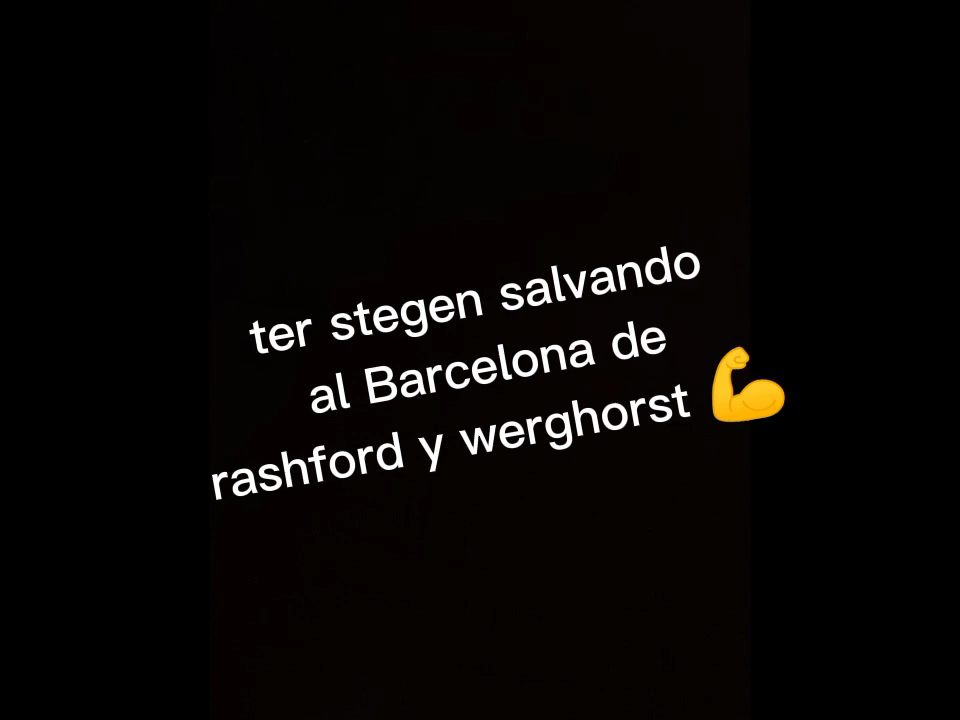 ter stegen salvando
al Barcelona de
rashford y werghorst 💪